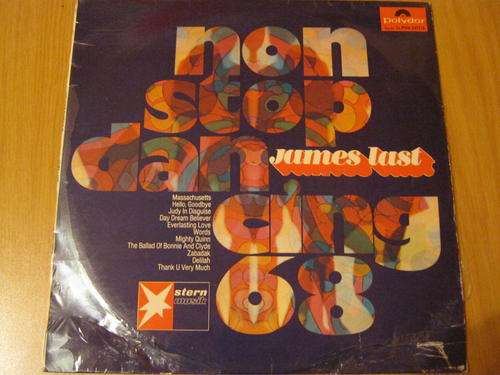 polydor
non
stop
dan
james last
cing
68
Massachusetts
Hello, Goodbye
Judy In Disguise
Day Dream Believer
Everlasting Love
Words
Mighty Quinn
The Ballad Of Bonnie And Clyde
Zabadak
Delilah
Thank U Very Much
stern
musik